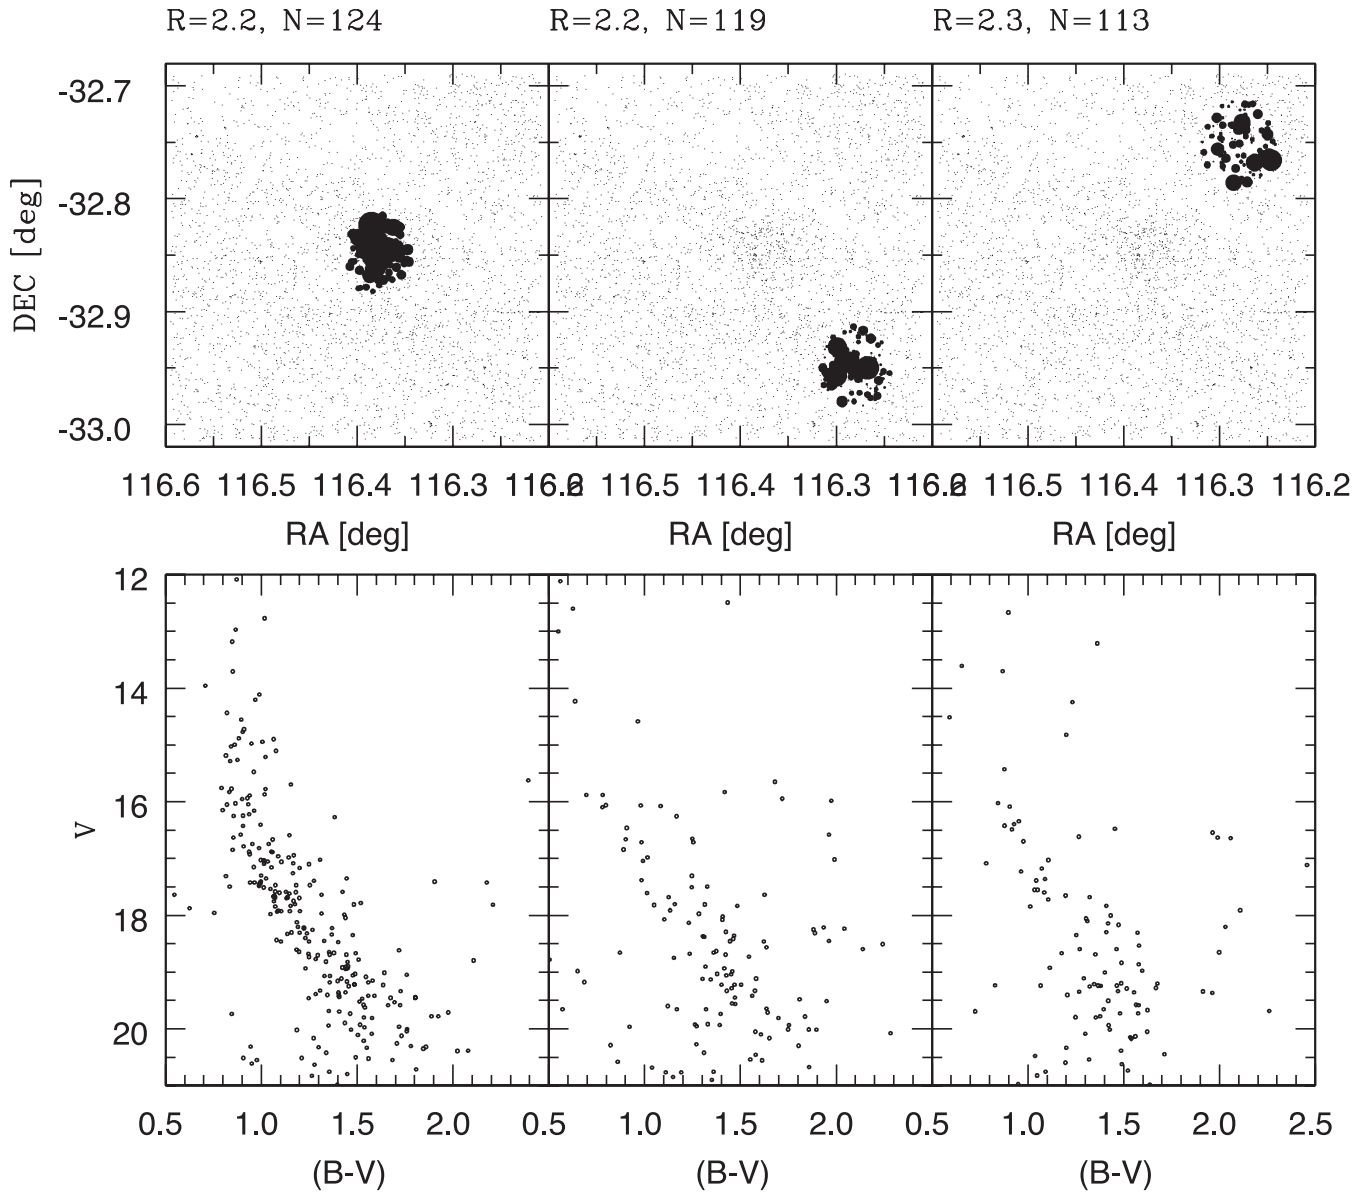 R=2.2, N=124 R=2.2, N=119 R=2.3, N=113
-32.7
-32.8
-32.9
-33.0
DEC [deg]
116.6 116.5 116.4 116.3 116.2 116.6 116.5 116.4 116.3 116.2 116.6 116.5 116.4 116.3 116.2
RA [deg] RA [deg] RA [deg]
12
14
16
18
20
V
0.5 1.0 1.5 2.0 0.5 1.0 1.5 2.0 0.5 1.0 1.5 2.0 2.5
(B-V) (B-V) (B-V)